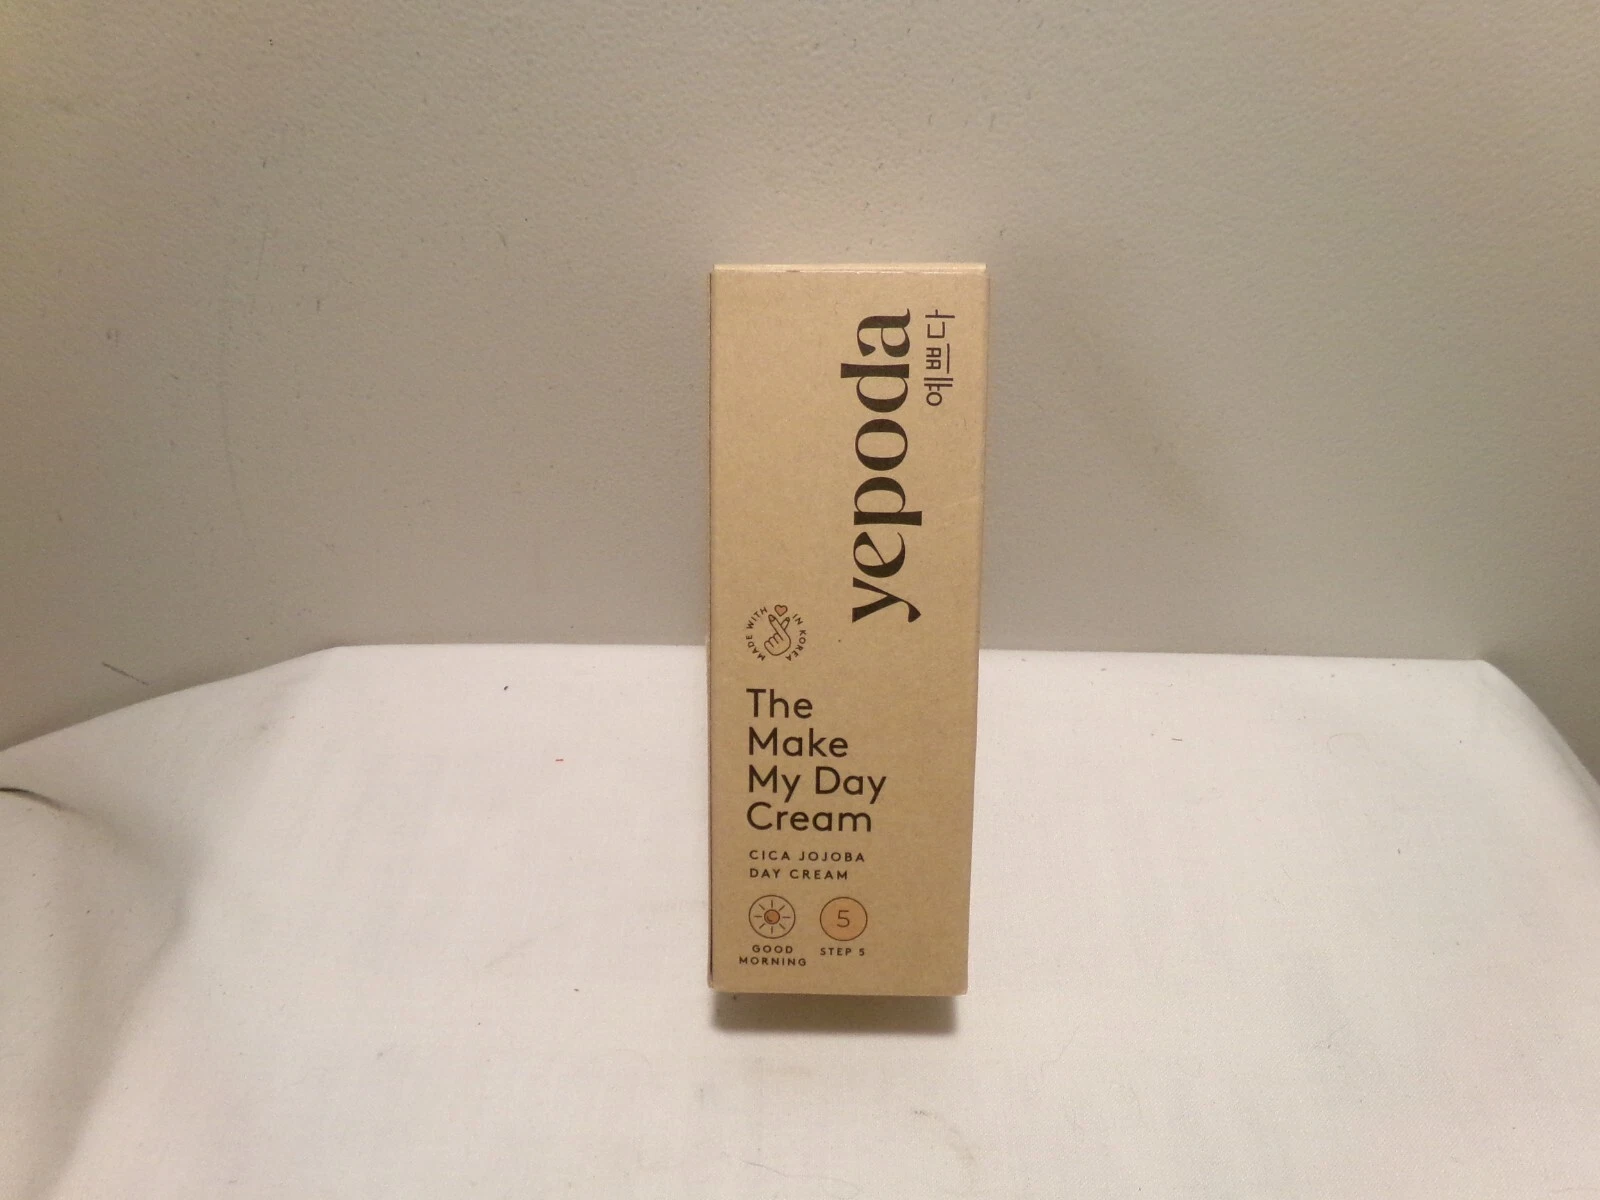 yepoda
예쁘다
MADE WITH IN KOREA
The
Make
My Day
Cream
CICA JOJOBA
DAY CREAM
5
GOOD
MORNING
STEP 5